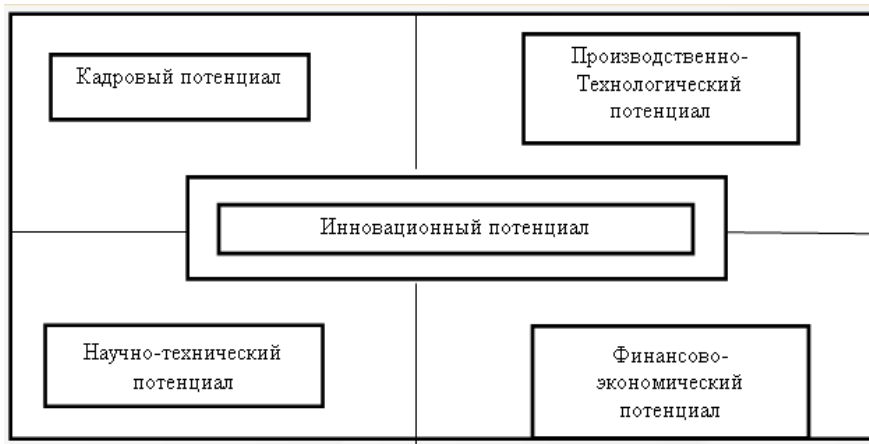 Кадровый потенциал
Производственно-
Технологический
потенциал
Инновационный потенциал
Научно-технический
потенциал
Финансово-
экономический
потенциал